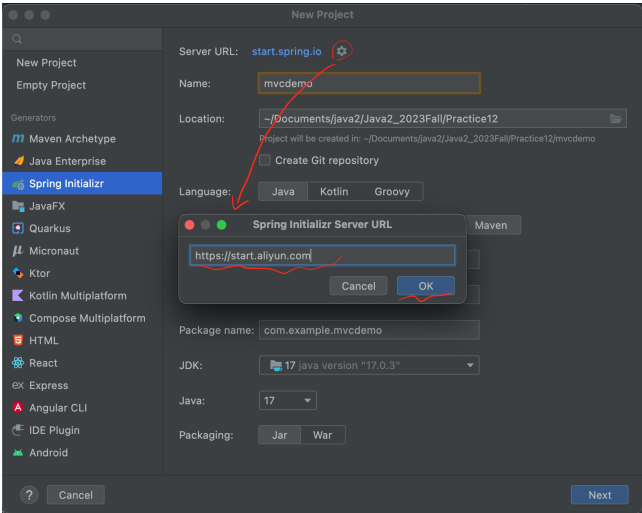 New Project
Server URL: start.spring.io
New Project
Empty Project
Name: mvcdemo
Location: ~/Documents/java2/Java2_2023Fall/Practice12
Project will be created in: ~/Documents/java2/Java2_2023Fall/Practice12/mvcdemo
Create Git repository
Generators
Maven Archetype
Java Enterprise
Spring Initializr
JavaFX
Quarkus
Micronaut
Ktor
Kotlin Multiplatform
Compose Multiplatform
HTML
React
Express
Angular CLI
IDE Plugin
Android
Language: Java Kotlin Groovy
Maven
Spring Initializr Server URL
https://start.aliyun.com
Cancel OK
Package name: com.example.mvcdemo
JDK: 17 java version "17.0.3"
Java: 17
Packaging: Jar War
? Cancel Next